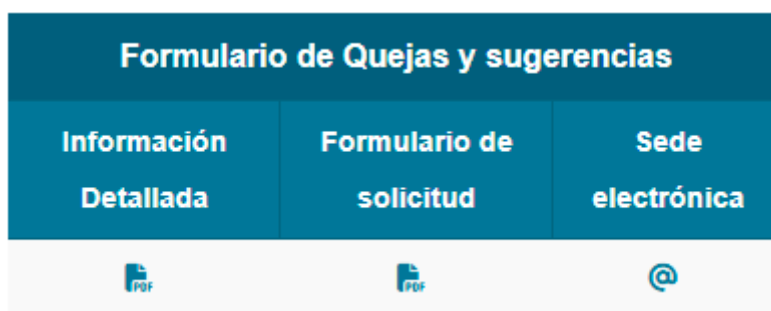 Formulario de Quejas y sugerencias
Información Detallada
Formulario de solicitud
Sede electrónica
PDF
PDF
@